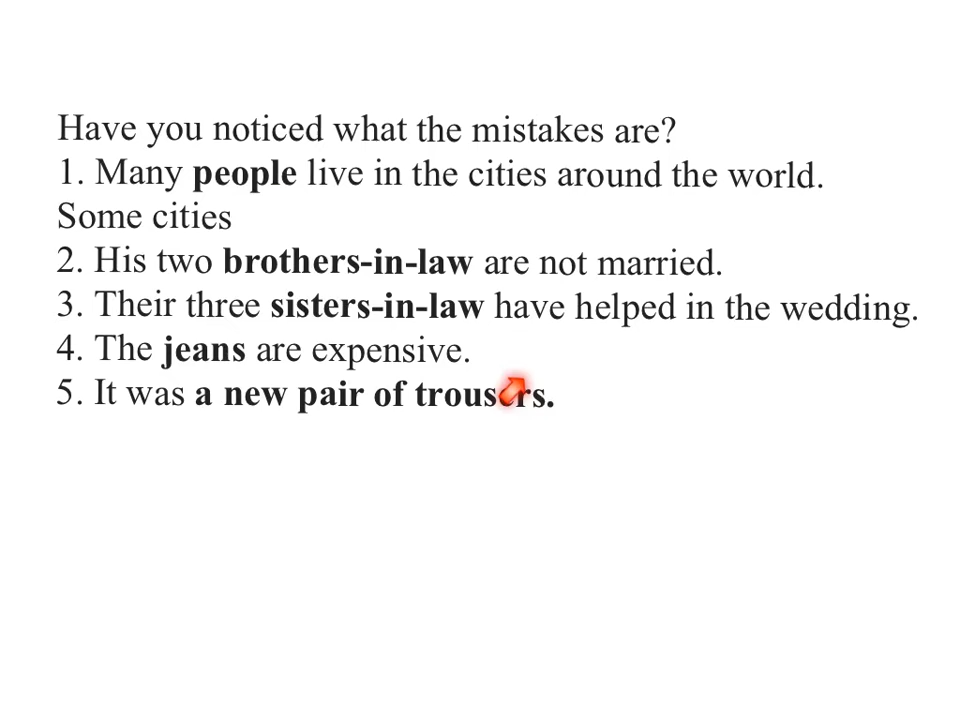 Have you noticed what the mistakes are?
1. Many people live in the cities around the world.
Some cities
2. His two brothers-in-law are not married.
3. Their three sisters-in-law have helped in the wedding.
4. The jeans are expensive.
5. It was a new pair of trousers.